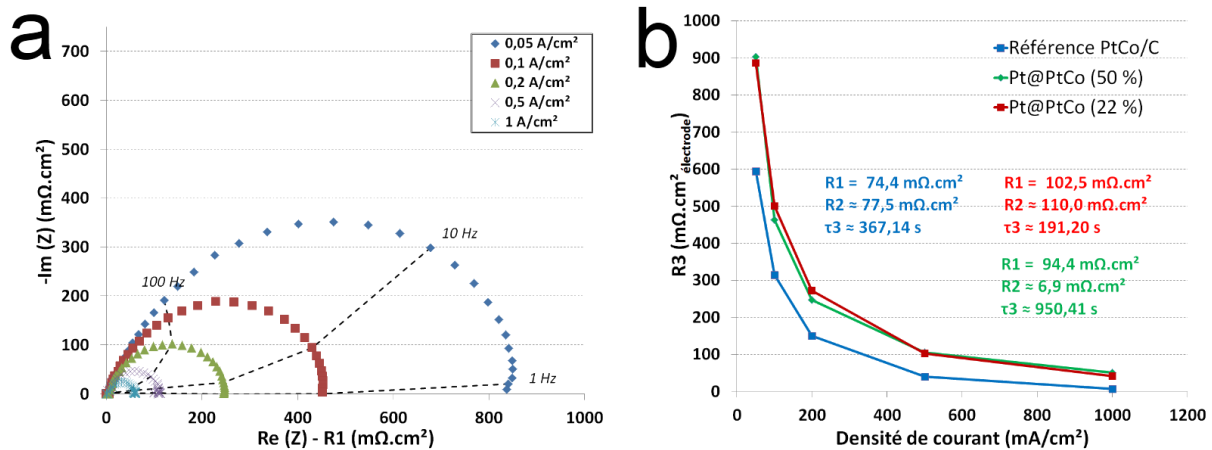 a
700
600
500
400
300
200
100
0
-Im (Z) (mΩ.cm²)
0,05 A/cm²
0,1 A/cm²
0,2 A/cm²
0,5 A/cm²
1 A/cm²
100 Hz
10 Hz
1 Hz
0 200 400 600 800 1000
Re (Z) - R1 (mΩ.cm²)
b
1000
900
800
700
600
500
400
300
200
100
0
R3 (mΩ.cm²électrode)
Référence PtCo/C
Pt@PtCo (50 %)
Pt@PtCo (22 %)
R1 = 74,4 mΩ.cm²
R2 ≈ 77,5 mΩ.cm²
τ3 ≈ 367,14 s
R1 = 102,5 mΩ.cm²
R2 ≈ 110,0 mΩ.cm²
τ3 ≈ 191,20 s
R1 = 94,4 mΩ.cm²
R2 ≈ 6,9 mΩ.cm²
τ3 ≈ 950,41 s
0 200 400 600 800 1000 1200
Densité de courant (mA/cm²)